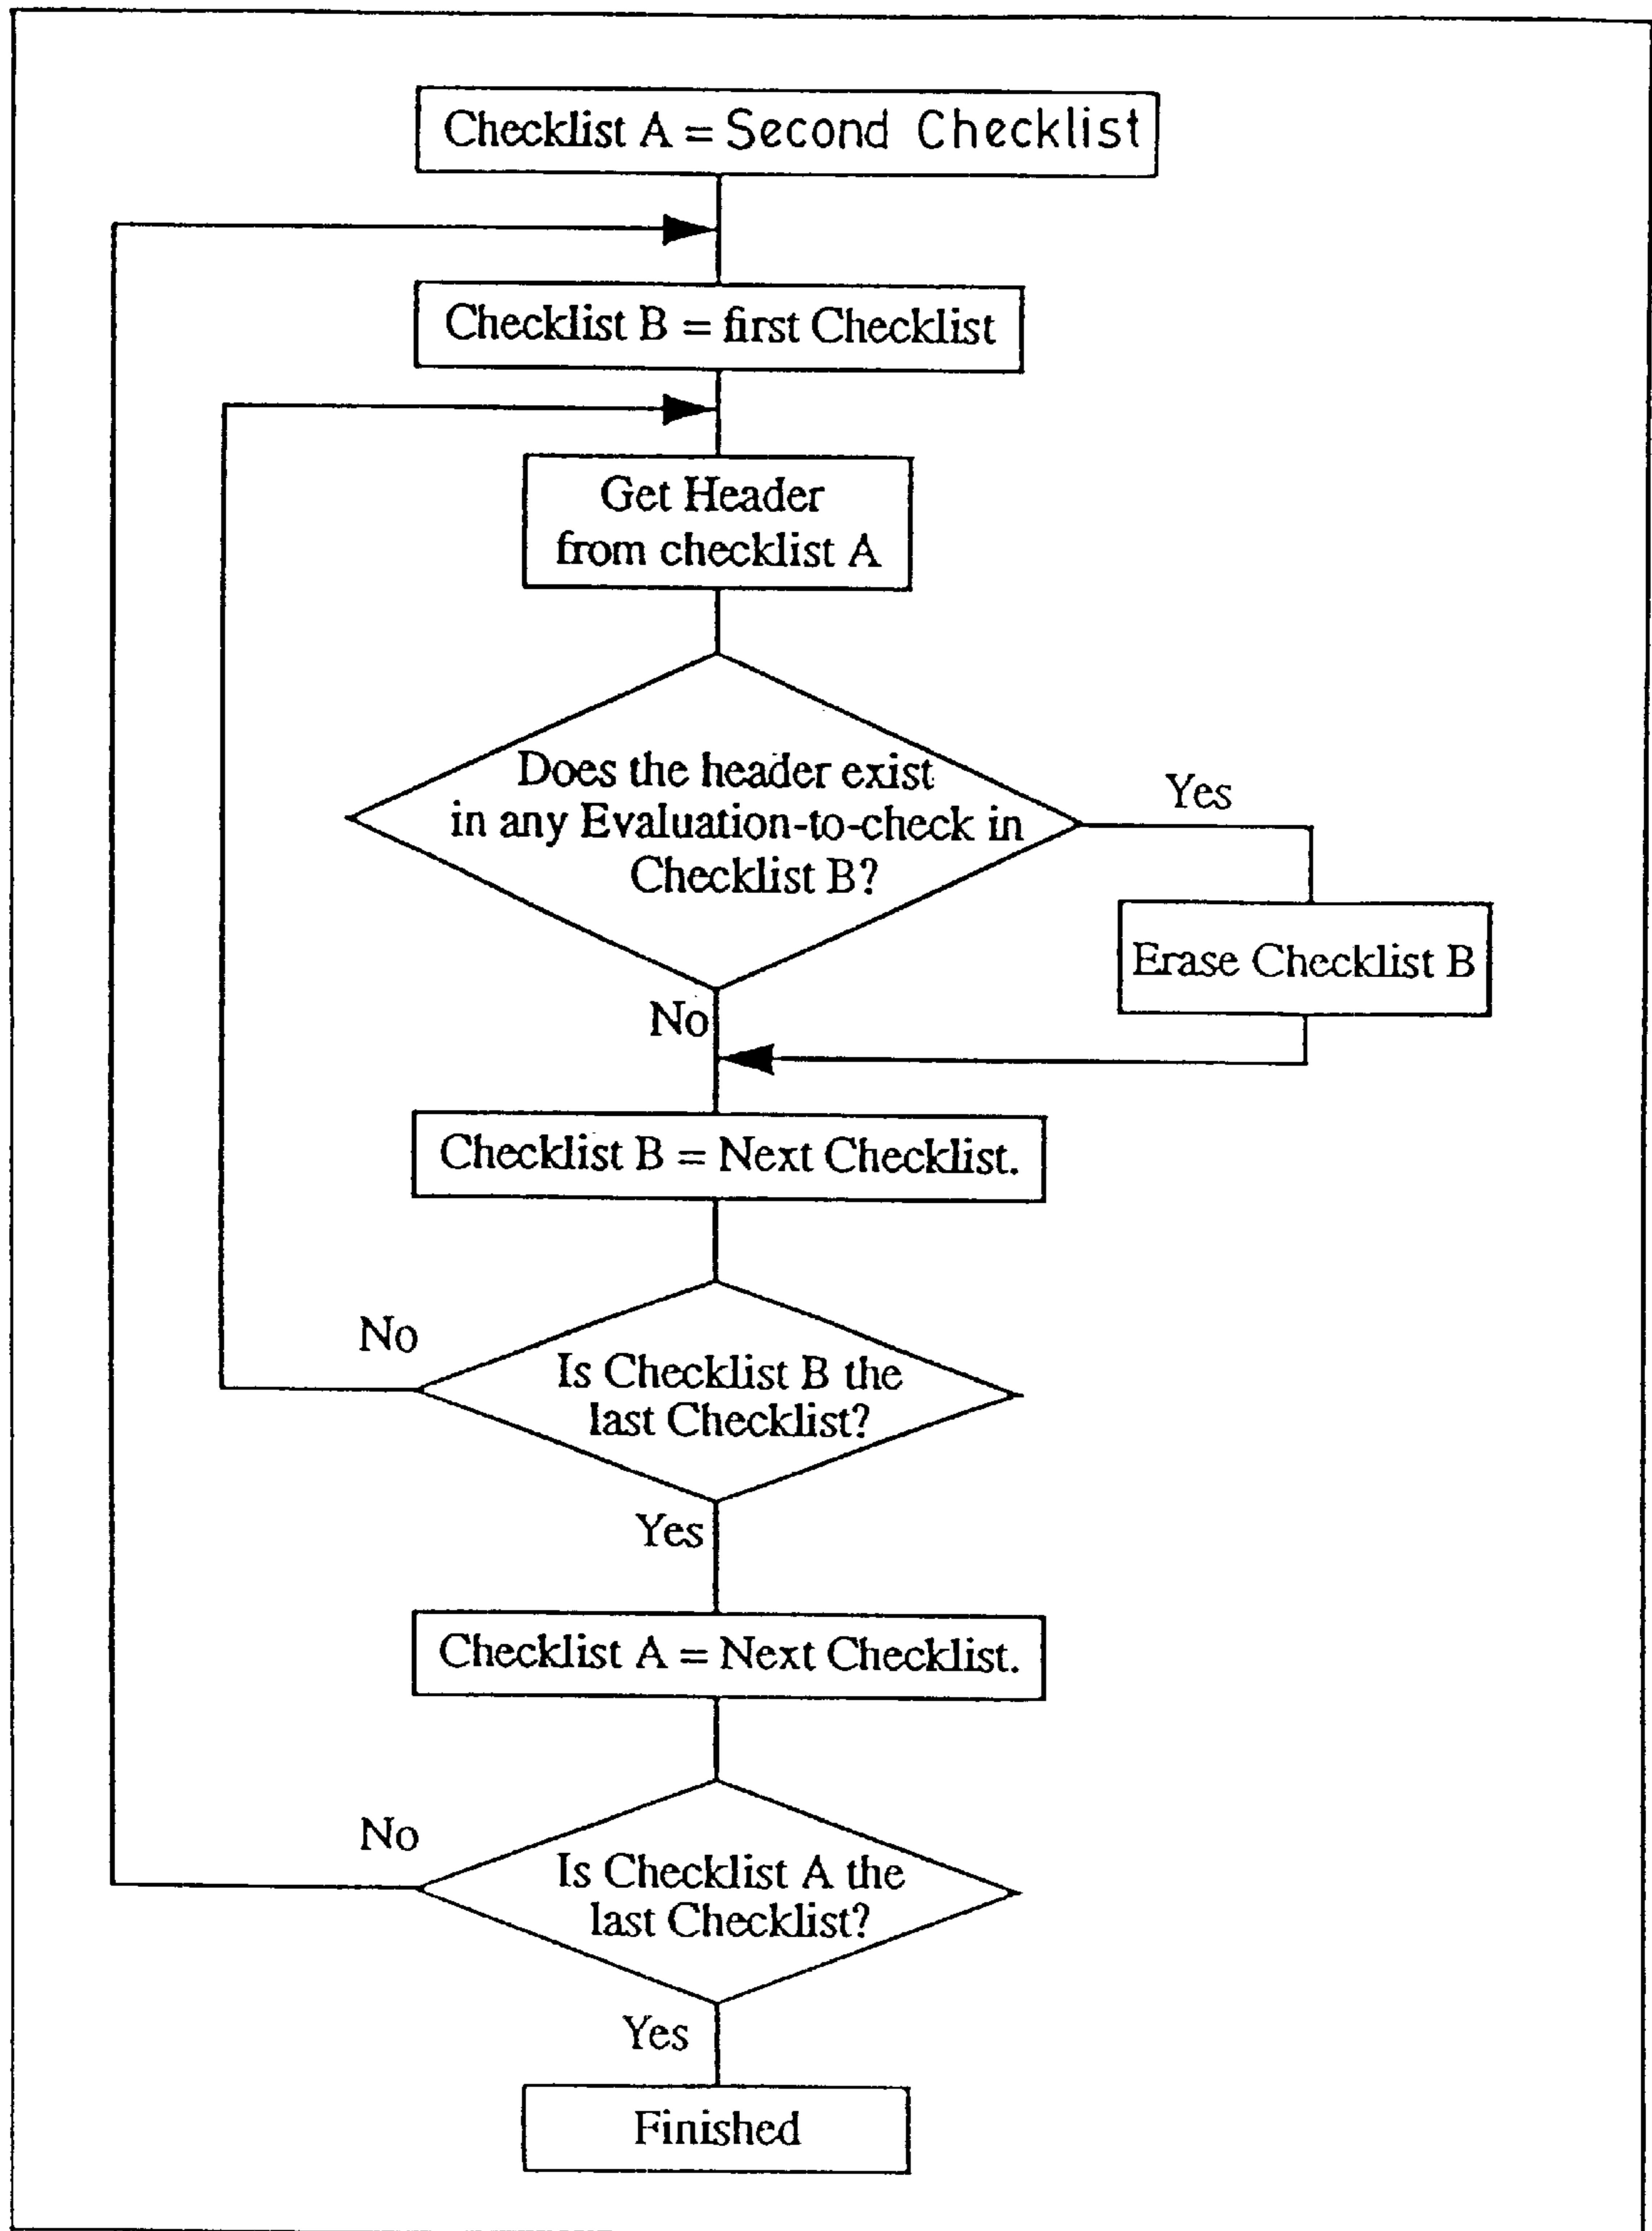 Checklist A = Second Checklist
Checklist B = first Checklist
Get Header
from checklist A
Does the header exist
in any Evaluation-to-check in
Checklist B?
Yes
Erase Checklist B
No
Checklist B = Next Checklist.
No
Is Checklist B the
last Checklist?
Yes
Checklist A = Next Checklist.
No
Is Checklist A the
last Checklist?
Yes
Finished